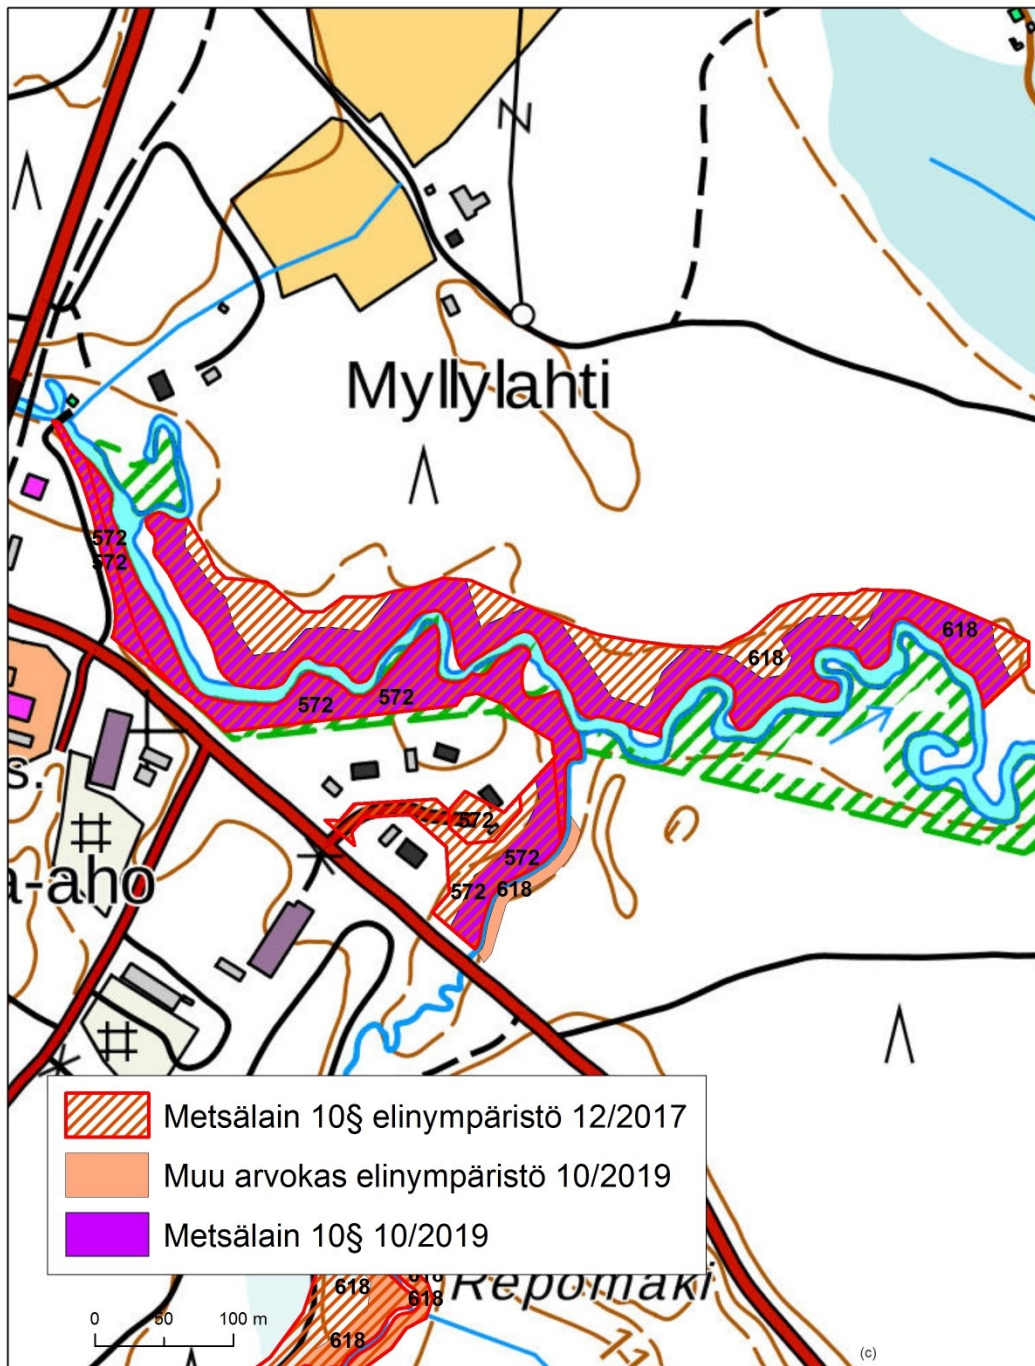 Myllylahti
572
572
618
618
572
572
572
s.
572
572
618
a-aho
Metsälain 10§ elinympäristö 12/2017
Muu arvokas elinympäristö 10/2019
Metsälain 10§ 10/2019
618
618
618
Repomäki
618
0 50 100 m
(c)